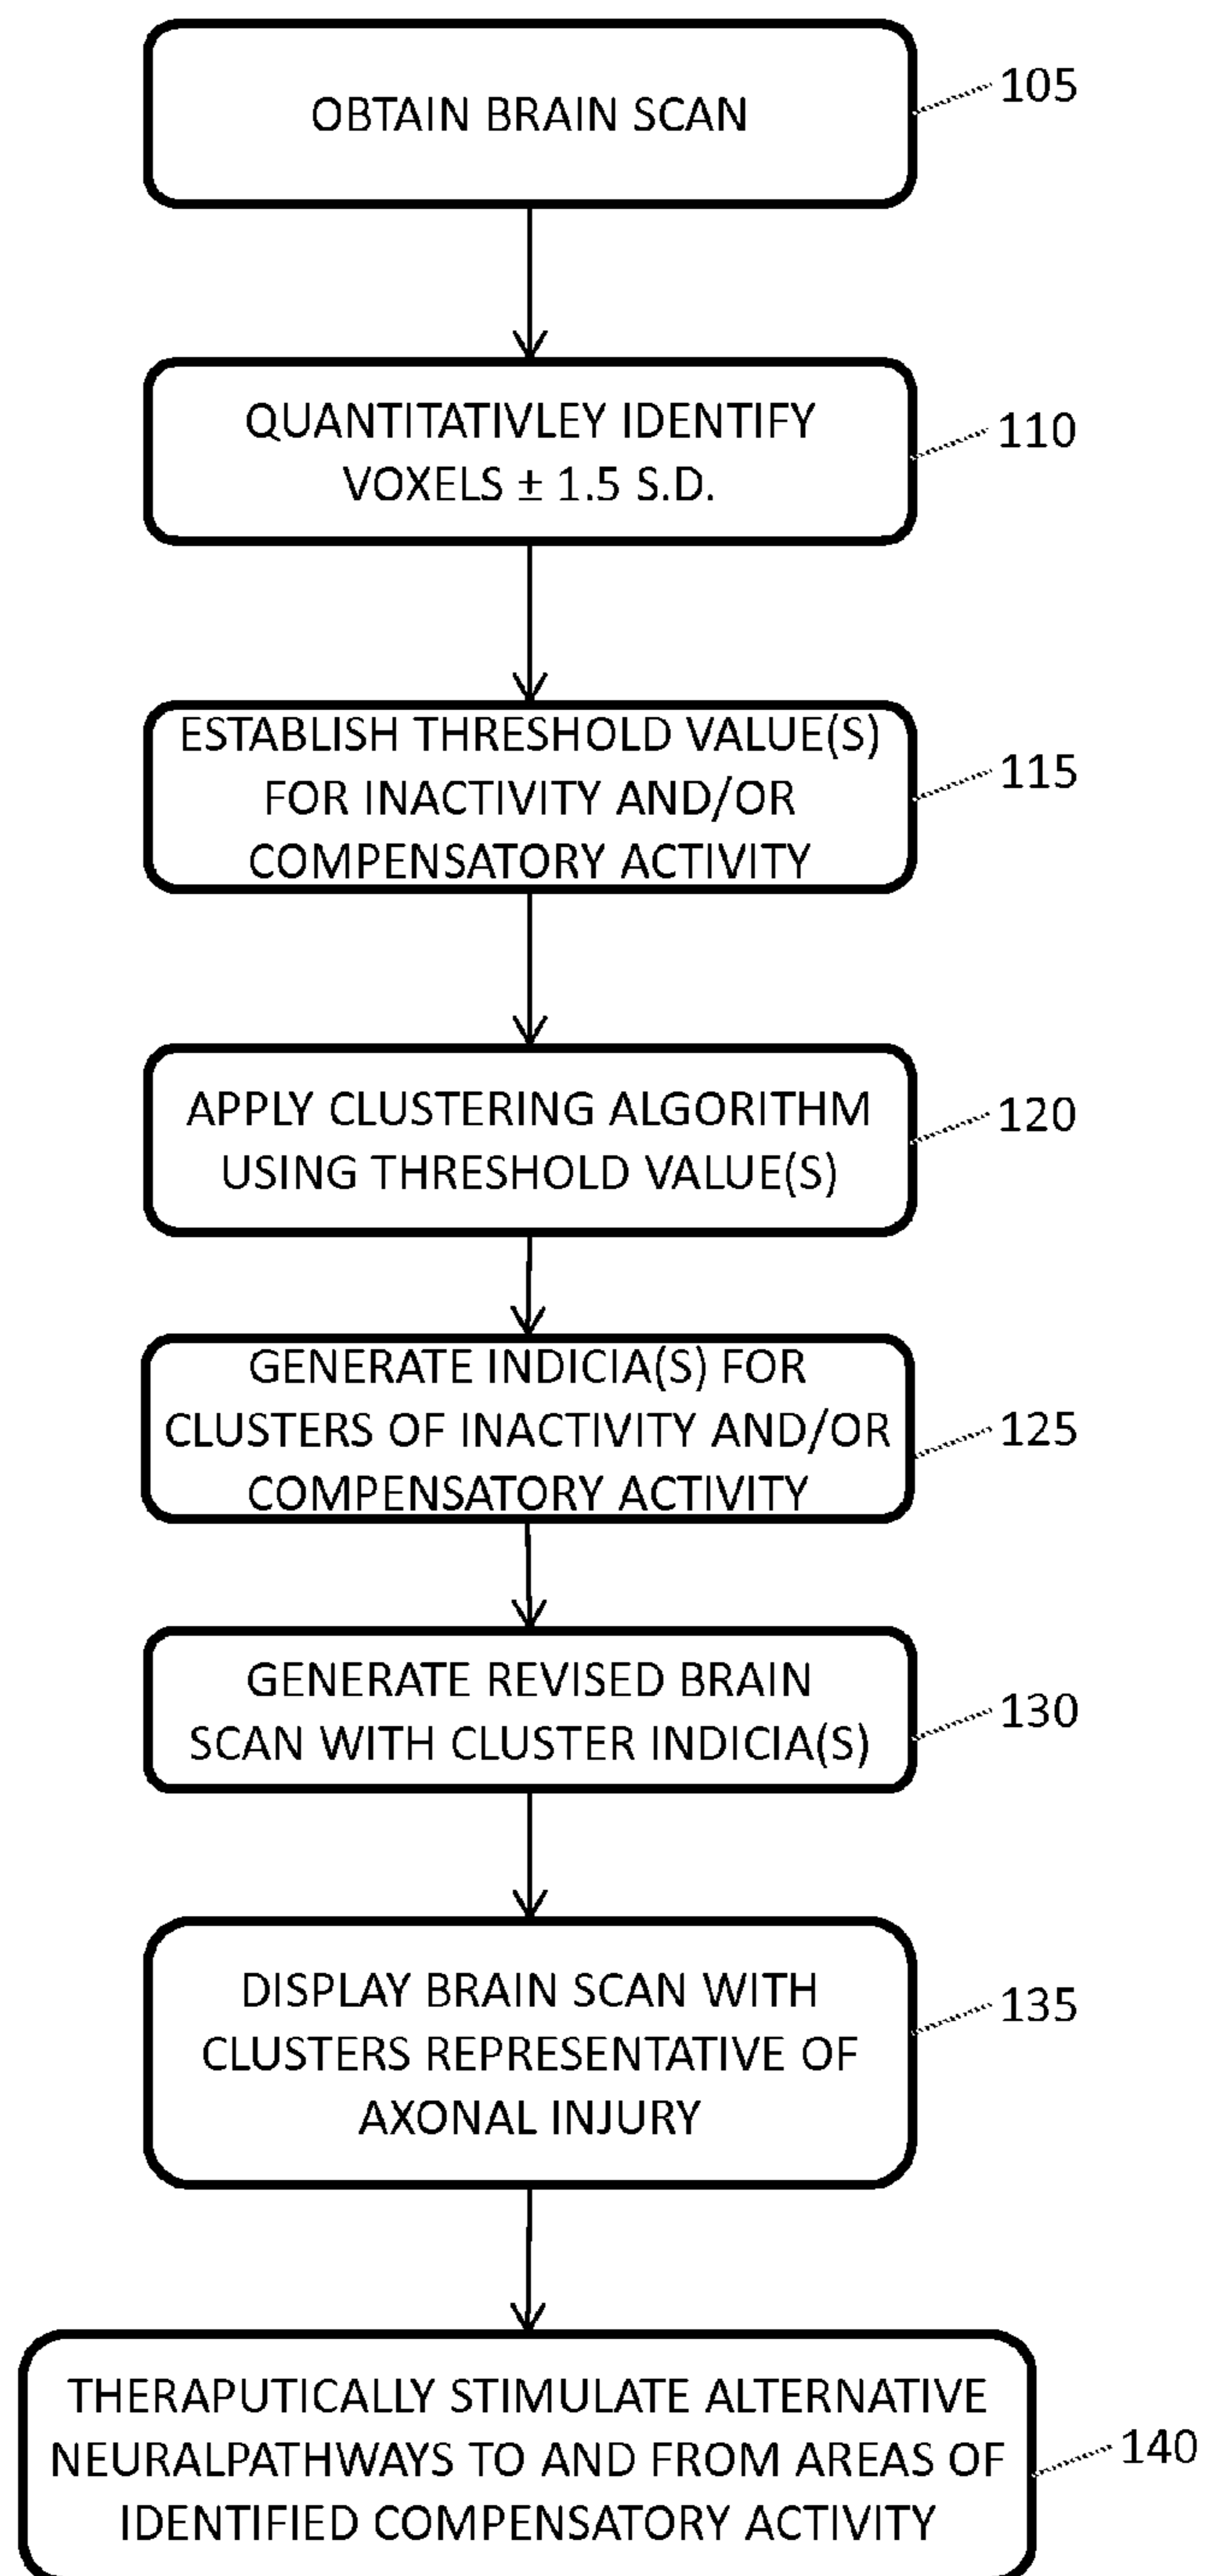 OBTAIN BRAIN SCAN
105
QUANTITATIVLEY IDENTIFY
VOXELS ± 1.5 S.D.
110
ESTABLISH THRESHOLD VALUE(S)
FOR INACTIVITY AND/OR
COMPENSATORY ACTIVITY
115
APPLY CLUSTERING ALGORITHM
USING THRESHOLD VALUE(S)
120
GENERATE INDICIA(S) FOR
CLUSTERS OF INACTIVITY AND/OR
COMPENSATORY ACTIVITY
125
GENERATE REVISED BRAIN
SCAN WITH CLUSTER INDICIA(S)
130
DISPLAY BRAIN SCAN WITH
CLUSTERS REPRESENTATIVE OF
AXONAL INJURY
135
THERAPUTICALLY STIMULATE ALTERNATIVE
NEURALPATHWAYS TO AND FROM AREAS OF
IDENTIFIED COMPENSATORY ACTIVITY
140